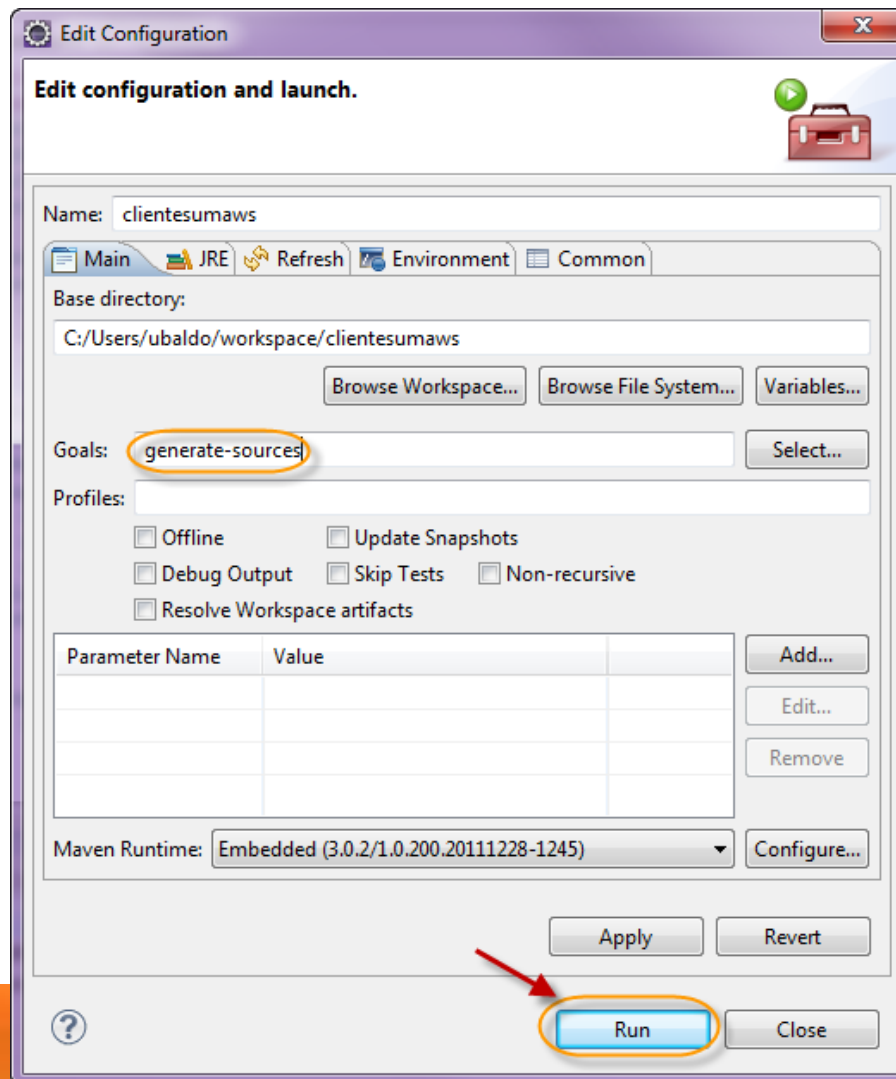 Edit Configuration
Edit configuration and launch.
Name: clientesumaws
Main JRE Refresh Environment Common
Base directory:
C:/Users/ubaldo/workspace/clientesumaws
Browse Workspace... Browse File System... Variables...
Goals: generate-sources Select...
Profiles:
Offline Update Snapshots
Debug Output Skip Tests Non-recursive
Resolve Workspace artifacts
Parameter Name Value Add...
Edit...
Remove
Maven Runtime: Embedded (3.0.2/1.0.200.20111228-1245) Configure...
Apply Revert
? Run Close